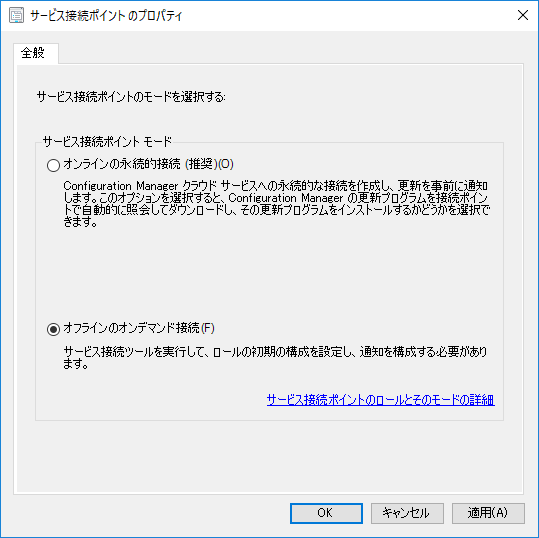 サービス接続ポイント のプロパティ
全般
サービス接続ポイントのモードを選択する:
サービス接続ポイント モード
オンラインの永続的接続 (推奨)(O)
Configuration Manager クラウド サービスへの永続的な接続を作成し、更新を事前に通知
します。このオプションを選択すると、Configuration Manager の更新プログラムを接続ポイン
トで自動的に照会してダウンロードし、その更新プログラムをインストールするかどうかを選択で
きます。
オフラインのオンデマンド接続(F)
サービス接続ツールを実行して、ロールの初期の構成を設定し、通知を構成する必要があり
ます。
サービス接続ポイントのロールとそのモードの詳細
OK
キャンセル
適用(A)